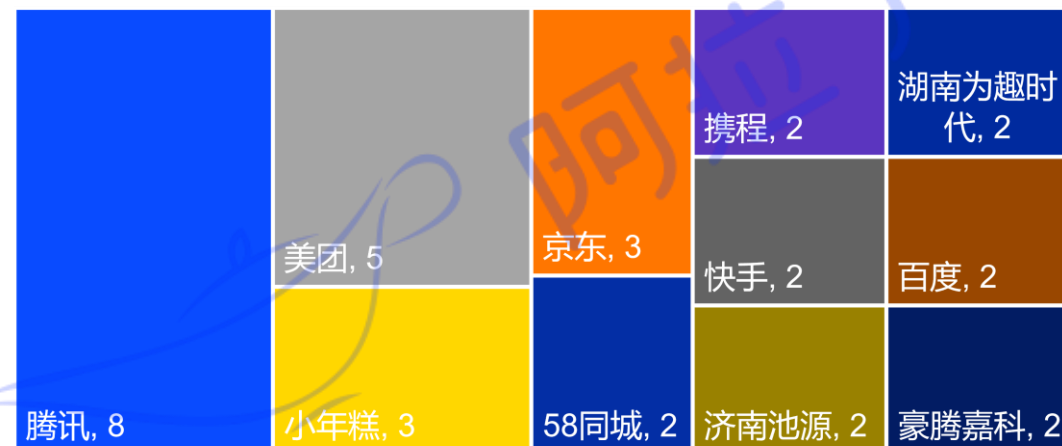 腾讯, 8
美团, 5
小年糕, 3
京东, 3
58同城, 2
携程, 2
快手, 2
济南池源, 2
湖南为趣时
代, 2
百度, 2
豪腾嘉科, 2
阿拉